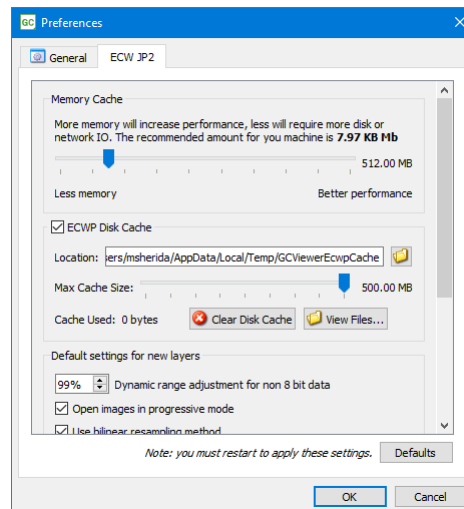 GC Preferences
General ECW JP2
Memory Cache
More memory will increase performance, less will require more disk or
network IO. The recommended amount for you machine is 7.97 KB Mb
512.00 MB
Less memory Better performance
ECWP Disk Cache
Location: ers/msherida/AppData/Local/Temp/GCViewerEcwpCache
Max Cache Size: 500.00 MB
Cache Used: 0 bytes Clear Disk Cache View Files...
Default settings for new layers
99% Dynamic range adjustment for non 8 bit data
Open images in progressive mode
Use bilinear resampling method
Note: you must restart to apply these settings. Defaults
OK Cancel